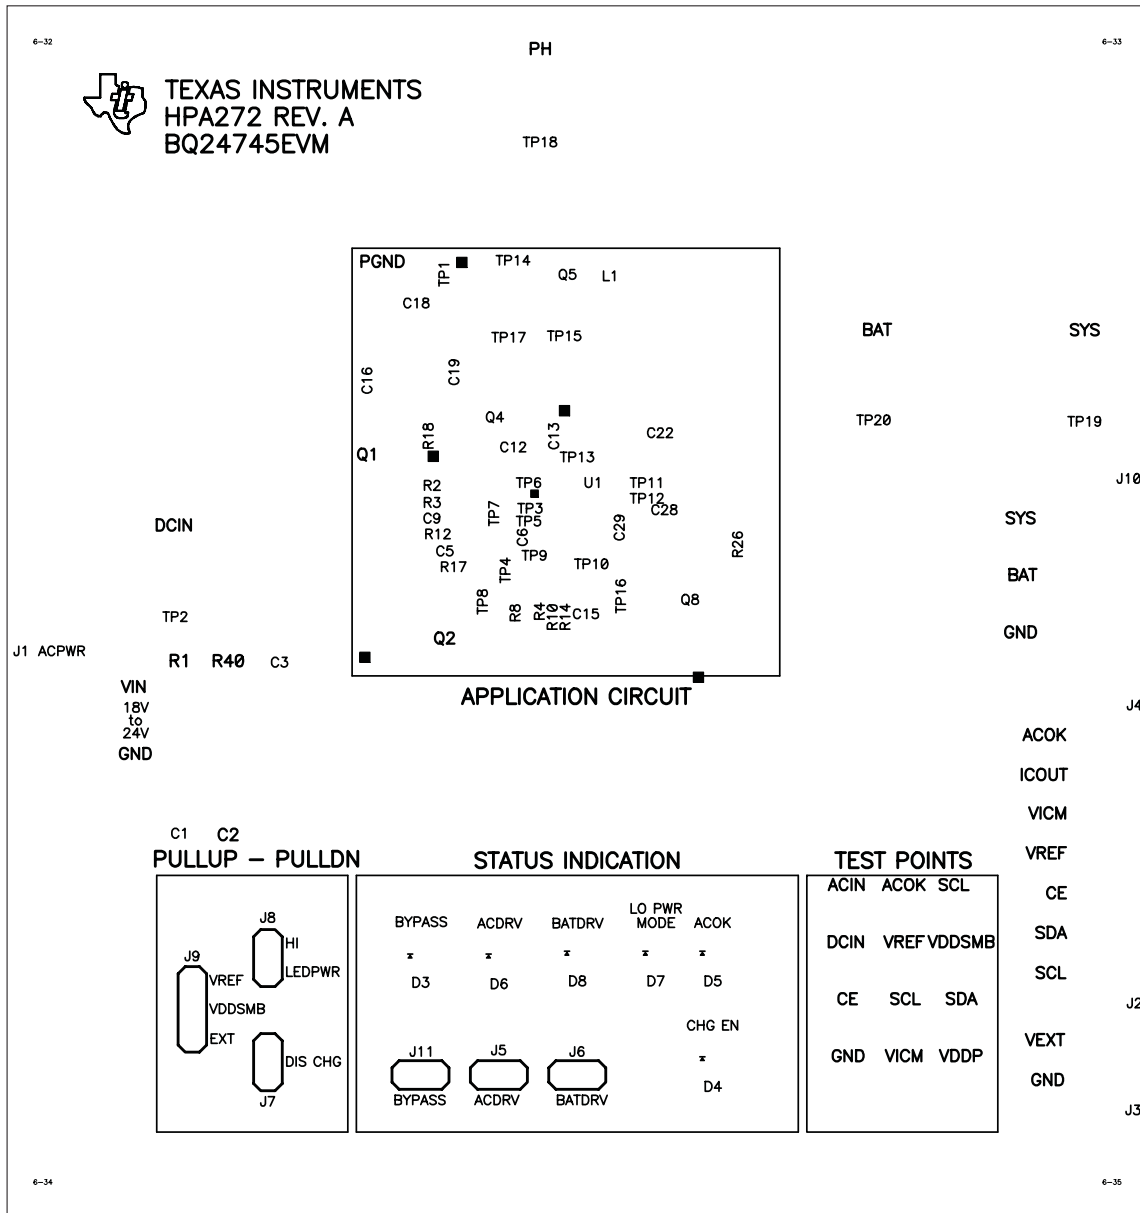 6-32
PH
6-33
TEXAS INSTRUMENTS
HPA272 REV. A
BQ24745EVM
TP18
PGND
TP1
TP14
Q5
L1
C18
TP17
TP15
BAT
SYS
C16
C19
Q4
C12
C13
C22
TP20
TP19
Q1
R18
TP13
R2
TP6
U1
TP11
J10
R3
TP7
TP3
TP12
C28
C9
TP5
C29
SYS
DCIN
R12
C6
R26
C5
TP9
R17
TP4
TP10
BAT
TP8
R8
R4
R10
R14
C15
TP16
Q8
TP2
Q2
GND
J1 ACPWR
R1
R40
C3
VIN
18V
to
24V
GND
APPLICATION CIRCUIT
J4
ACOK
ICOUT
VICM
VREF
CE
SDA
SCL
J2
VEXT
GND
J3
C1
C2
PULLUP - PULLDN
J8
HI
LEDPWR
J9
VREF
VDDSMB
EXT
DIS CHG
J7
STATUS INDICATION
BYPASS
ACDRV
BATDRV
LO PWR
MODE
ACOK
D3
D6
D8
D7
D5
CHG EN
J11
J5
J6
D4
BYPASS
ACDRV
BATDRV
TEST POINTS
ACIN ACOK SCL
DCIN VREF VDDSMB
CE SCL SDA
GND VICM VDDP
6-34
6-35